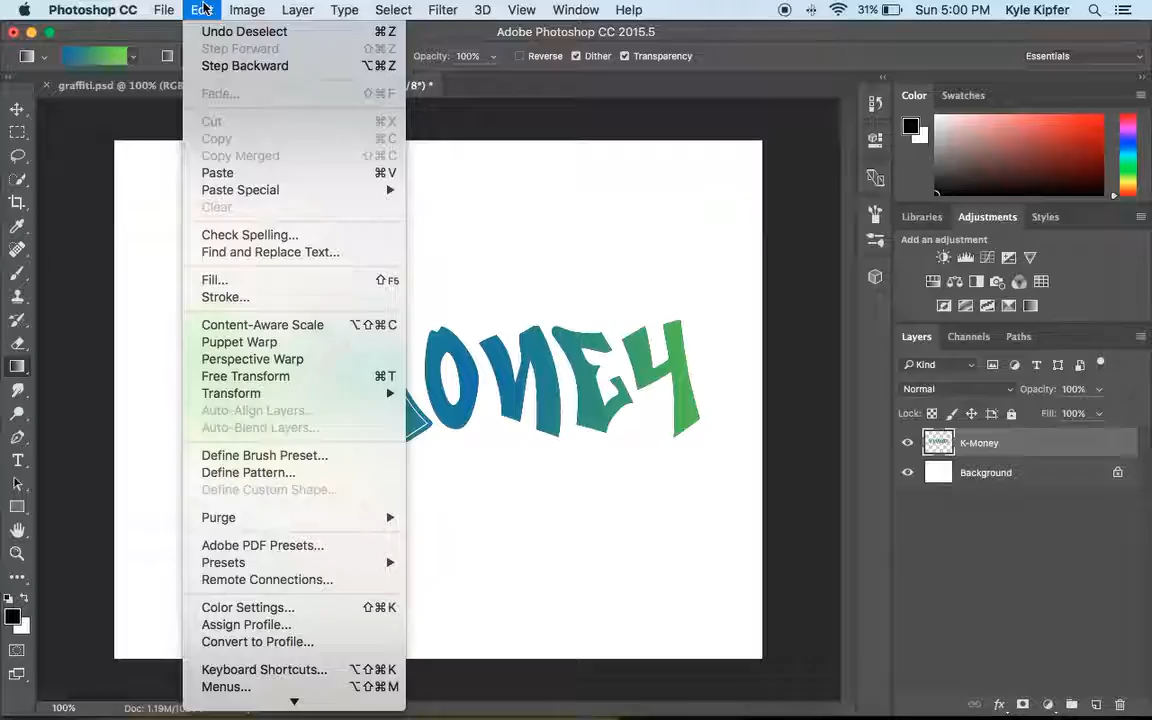 Photoshop CC File Edit Image Layer Type Select Filter 3D View Window Help 31% Sun 5:00 PM Kyle Kipfer
Adobe Photoshop CC 2015.5
Opacity: 100% Reverse Dither Transparency Essentials
graffiti.psd @ 100% (RGB /8*) *
Undo Deselect ⌘Z
Step Forward ⇧⌘Z
Step Backward ⌥⌘Z
Fade... ⇧⌘F
Cut ⌘X
Copy ⌘C
Copy Merged ⇧⌘C
Paste ⌘V
Paste Special
Clear
Check Spelling...
Find and Replace Text...
Fill... ⇧F5
Stroke...
Content-Aware Scale ⌥⇧⌘C
Puppet Warp
Perspective Warp
Free Transform ⌘T
Transform
Auto-Align Layers...
Auto-Blend Layers...
Define Brush Preset...
Define Pattern...
Define Custom Shape...
Purge
Adobe PDF Presets...
Presets
Remote Connections...
Color Settings... ⇧⌘K
Assign Profile...
Convert to Profile...
Keyboard Shortcuts... ⌥⇧⌘K
Menus... ⌥⇧⌘M
ONEY
Color Swatches
Libraries Adjustments Styles
Add an adjustment
Layers Channels Paths
Kind
Normal Opacity: 100%
Lock: Fill: 100%
K-Money
Background
fx
100% Doc: 1.19M/